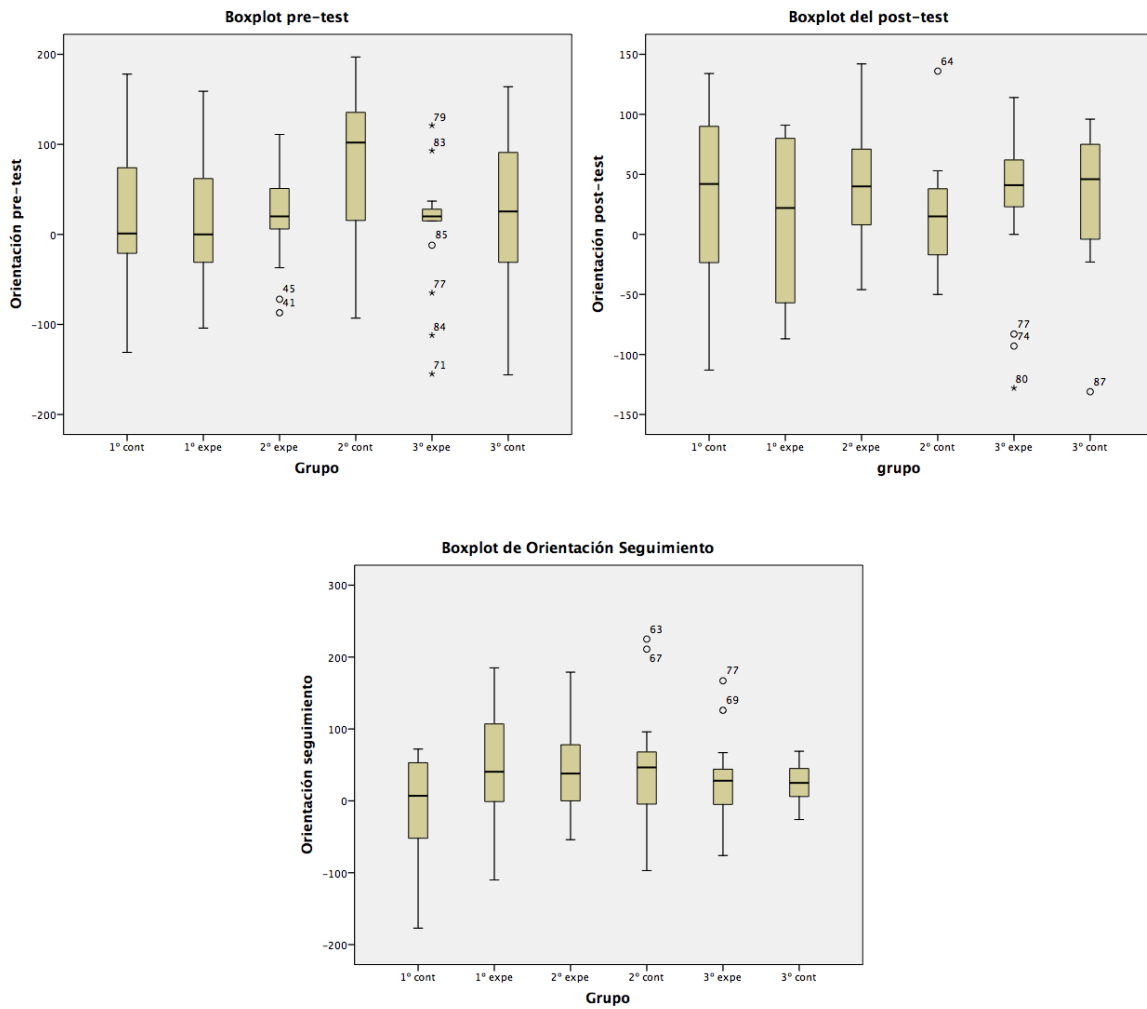 Boxplot pre-test
Orientación pre-test
200
100
0
-100
-200
79
83
85
77
84
71
45
41
1º cont 1º expe 2º expe 2º cont 3º expe 3º cont
Grupo
Boxplot del post-test
Orientación post-test
150
100
50
0
-50
-100
-150
64
77
74
80
87
1º cont 1º expe 2º expe 2º cont 3º expe 3º cont
grupo
Boxplot de Orientación Seguimiento
Orientación seguimiento
300
200
100
0
-100
-200
63
67
77
69
1º cont 1º expe 2º expe 2º cont 3º expe 3º cont
Grupo